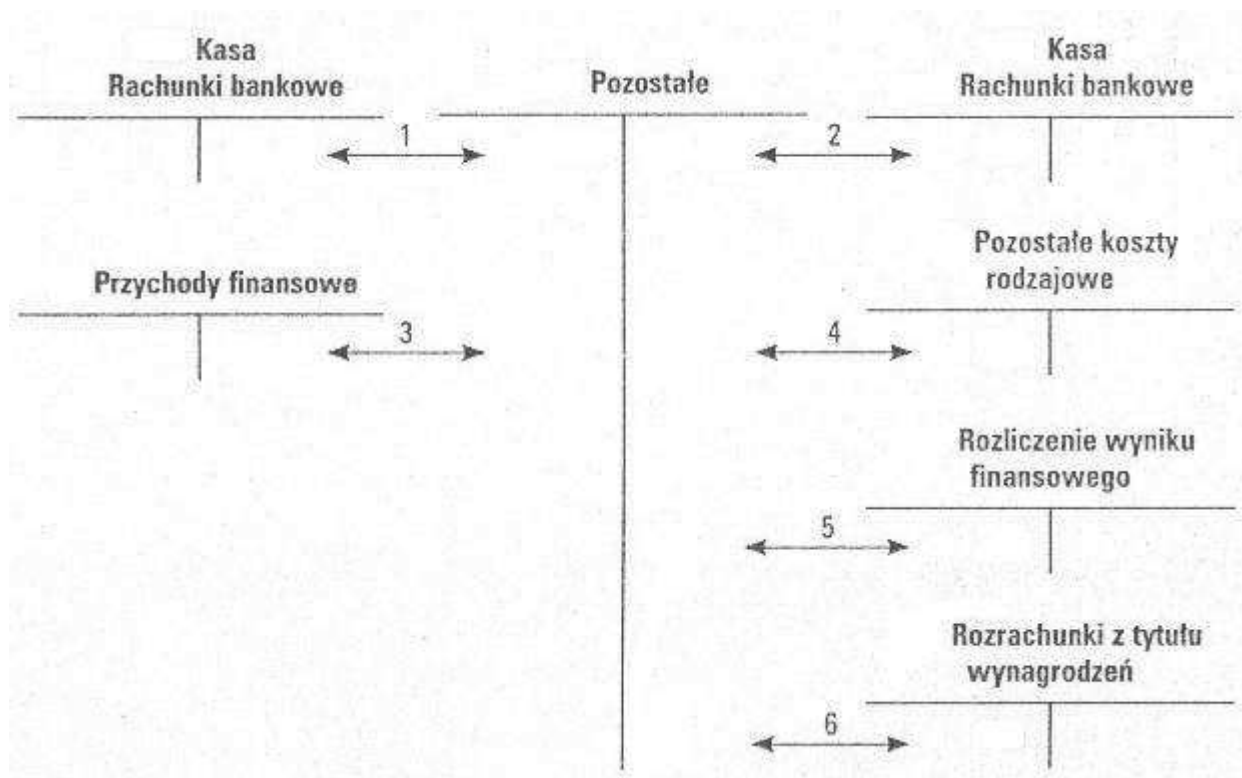 Kasa
Rachunki bankowe
Pozostałe
Kasa
Rachunki bankowe
1
2
Przychody finansowe
Pozostałe koszty
rodzajowe
3
4
Rozliczenie wyniku
finansowego
5
Rozrachunki z tytułu
wynagrodzeń
6